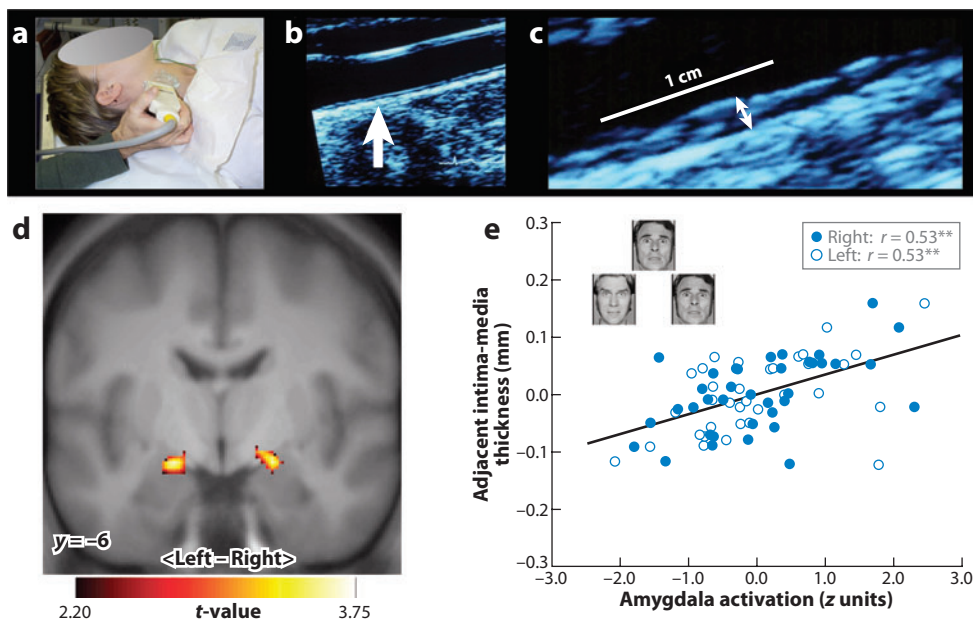 a
b
c
1 cm
d
y = –6
<Left – Right>
2.20
t-value
3.75
e
Right: r = 0.53**
Left: r = 0.53**
Adjacent intima-media
thickness (mm)
0.3
0.2
0.1
0.0
–0.1
–0.2
–0.3
–3.0
–2.0
–1.0
0.0
1.0
2.0
3.0
Amygdala activation (z units)